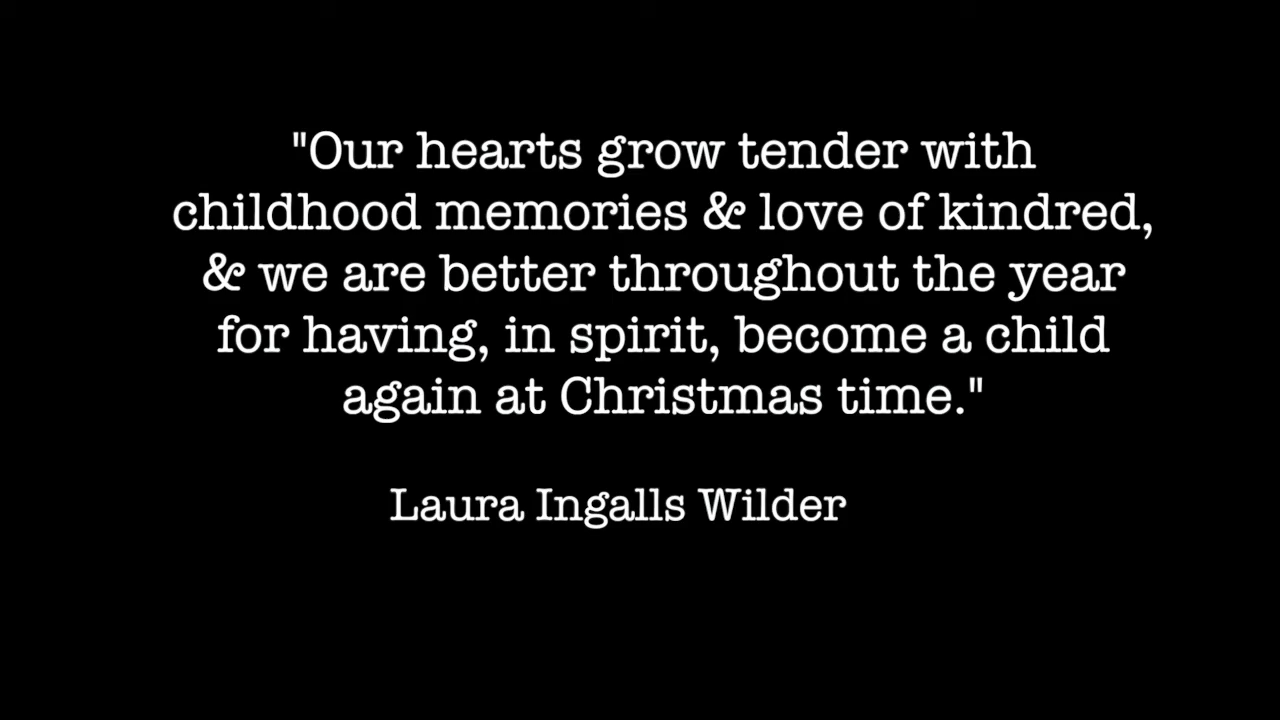 "Our hearts grow tender with
childhood memories & love of kindred,
& we are better throughout the year
for having, in spirit, become a child
again at Christmas time."
Laura Ingalls Wilder